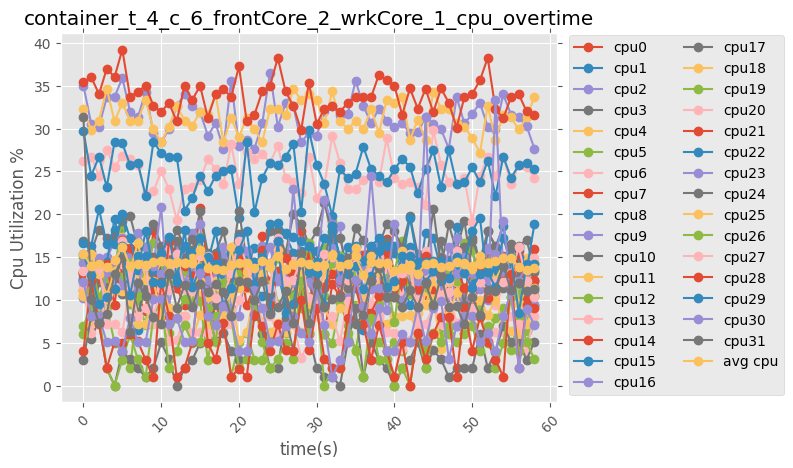 container_t_4_c_6_frontCore_2_wrkCore_1_cpu_overtime
Cpu Utilization %
40
35
30
25
20
15
10
5
0
0
10
20
30
40
50
60
time(s)
cpu0
cpu1
cpu2
cpu3
cpu4
cpu5
cpu6
cpu7
cpu8
cpu9
cpu10
cpu11
cpu12
cpu13
cpu14
cpu15
cpu16
cpu17
cpu18
cpu19
cpu20
cpu21
cpu22
cpu23
cpu24
cpu25
cpu26
cpu27
cpu28
cpu29
cpu30
cpu31
avg cpu